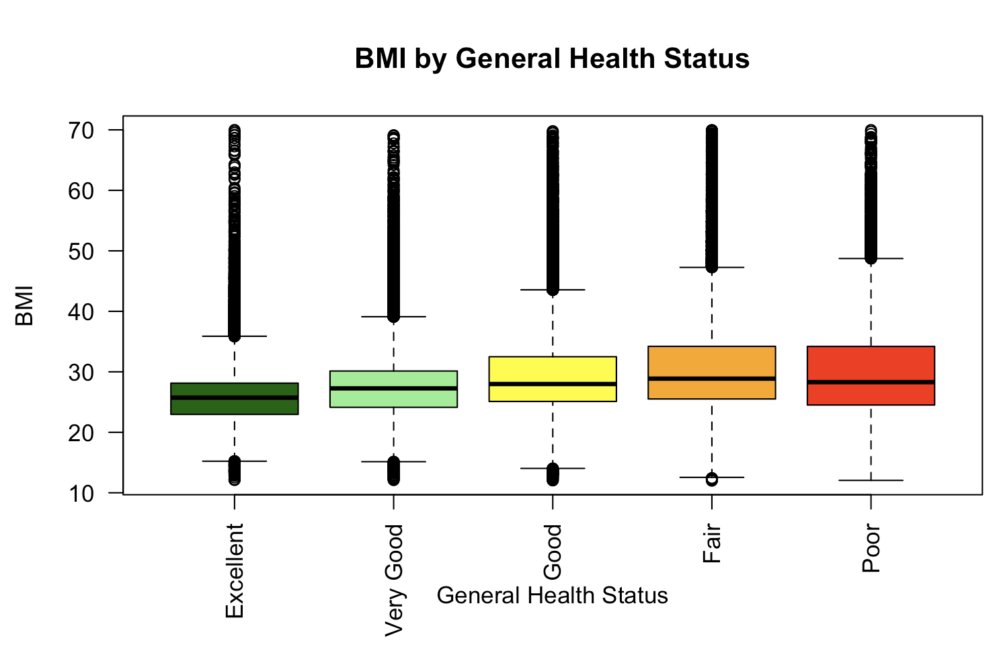 BMI by General Health Status
BMI
70
60
50
40
30
20
10
Excellent
Very Good
Good
Fair
Poor
General Health Status